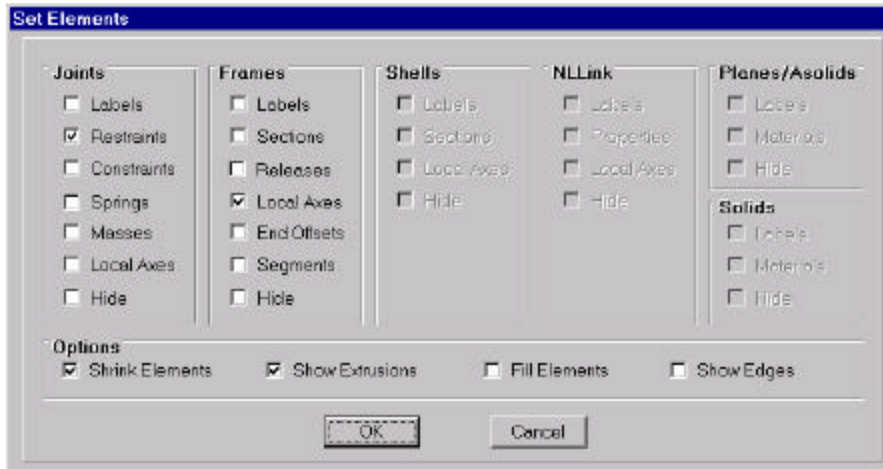 Set Elements
Joints
Labels
Restraints
Constraints
Springs
Masses
Local Axes
Hide
Frames
Labels
Sections
Releases
Local Axes
End Offsets
Segments
Hide
Shells
Labels
Sections
Local Axes
Hide
NLLink
Labels
Properties
Local Axes
Hide
Planes/Asolids
Labels
Materials
Hide
Solids
Labels
Materials
Hide
Options
Shrink Elements
Show Extrusions
Fill Elements
Show Edges
OK
Cancel